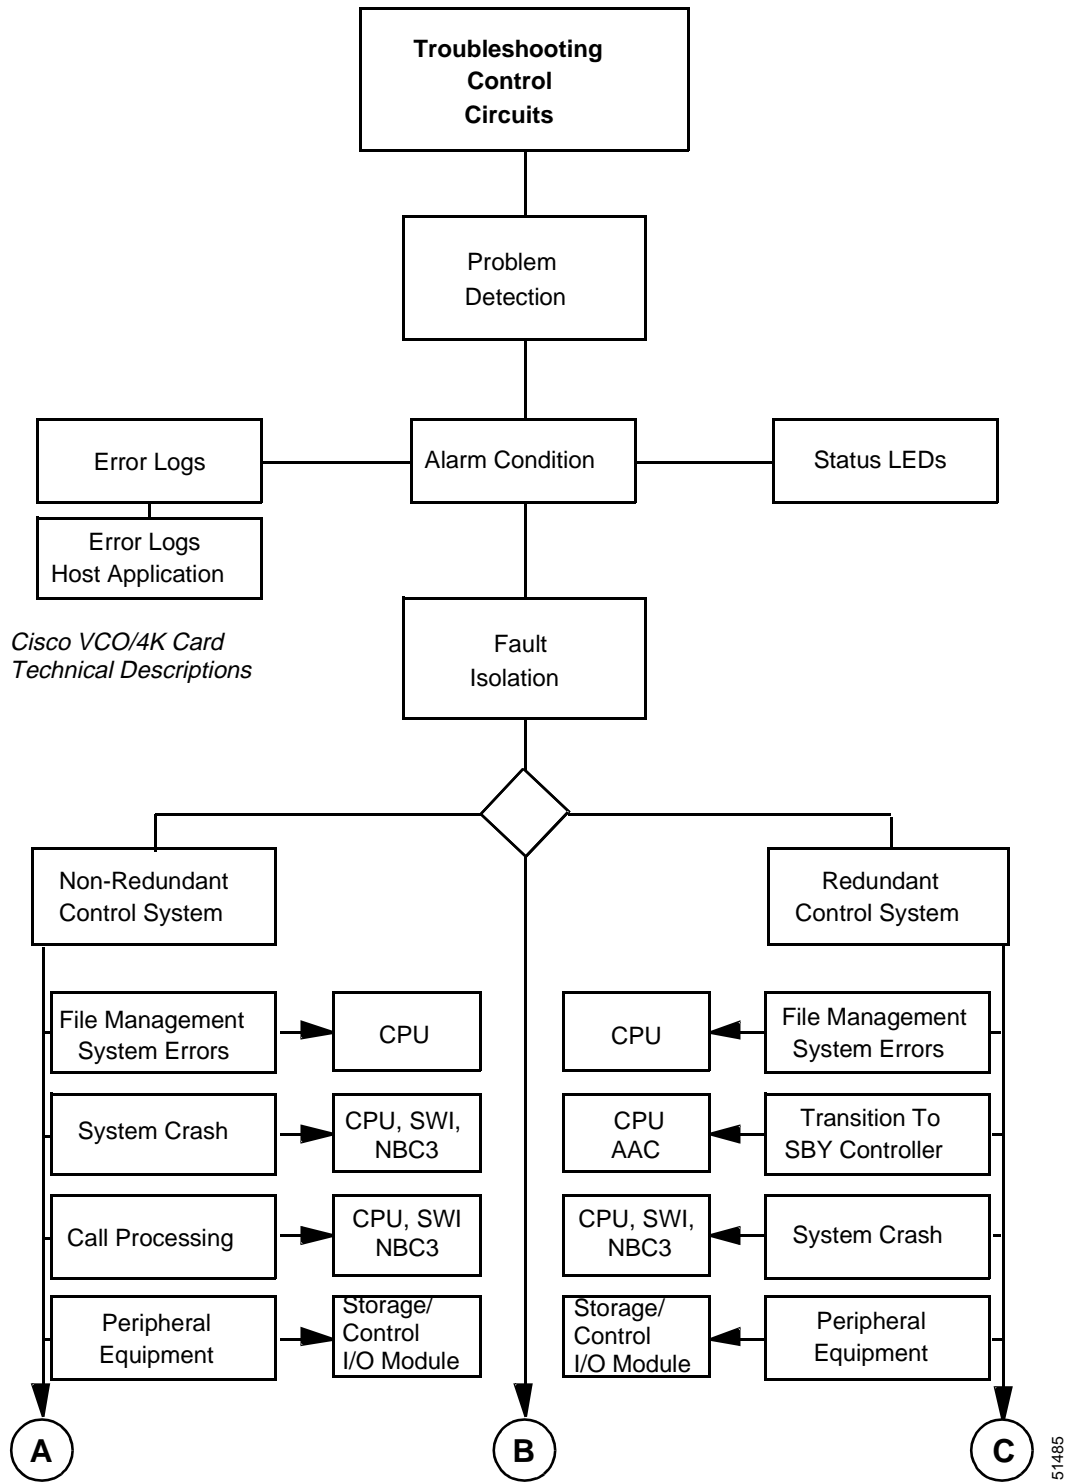 Troubleshooting
Control
Circuits
Problem
Detection
Error Logs
Alarm Condition
Status LEDs
Error Logs
Host Application
Cisco VCO/4K Card
Technical Descriptions
Fault
Isolation
Non-Redundant
Control System
Redundant
Control System
File Management
System Errors
CPU
CPU
File Management
System Errors
System Crash
CPU, SWI,
NBC3
CPU
AAC
Transition To
SBY Controller
Call Processing
CPU, SWI
NBC3
CPU, SWI,
NBC3
System Crash
Peripheral
Equipment
Storage/
Control
I/O Module
Storage/
Control
I/O Module
Peripheral
Equipment
A
B
C
51485